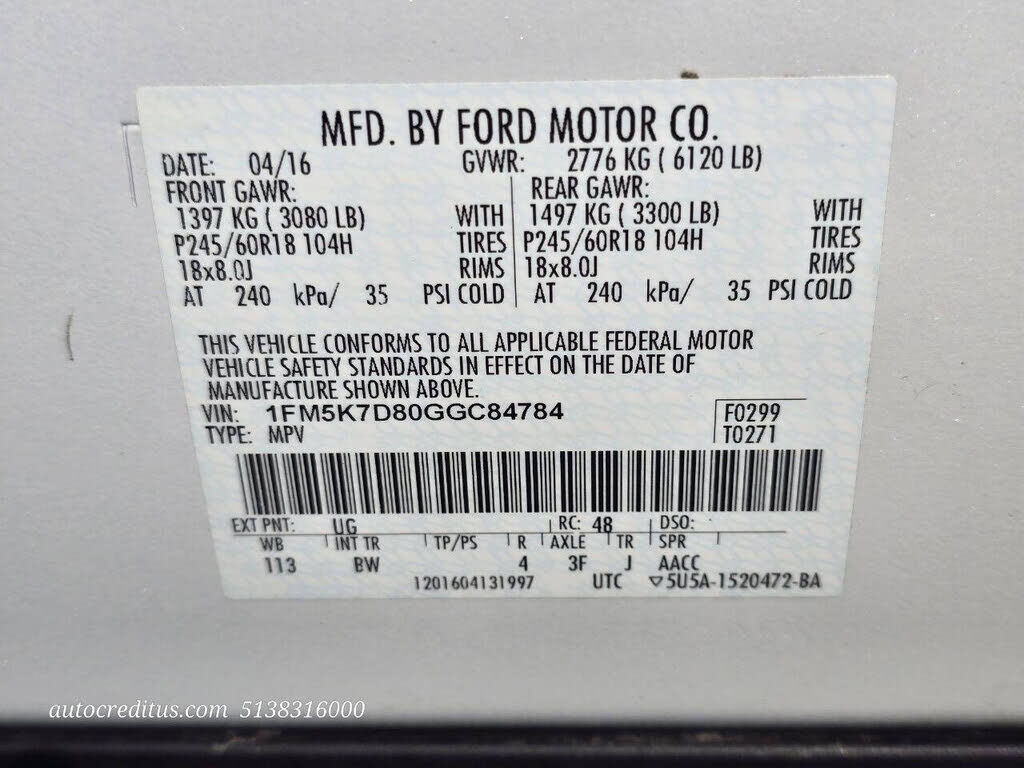 MFD. BY FORD MOTOR CO.
DATE: 04/16 GVWR: 2776 KG ( 6120 LB)
FRONT GAWR: REAR GAWR:
1397 KG ( 3080 LB) WITH 1497 KG ( 3300 LB) WITH
P245/60R18 104H TIRES P245/60R18 104H TIRES
18x8.0J RIMS 18x8.0J RIMS
AT 240 kPa/ 35 PSI COLD AT 240 kPa/ 35 PSI COLD
THIS VEHICLE CONFORMS TO ALL APPLICABLE FEDERAL MOTOR
VEHICLE SAFETY STANDARDS IN EFFECT ON THE DATE OF
MANUFACTURE SHOWN ABOVE.
VIN: 1FM5K7D80GGC84784 F0299
TYPE: MPV T0271
EXT PNT: UG RC: 48 DSO:
WB INT TR TP/PS R AXLE TR SPR
113 BW 4 3F J AACC
1201604131997 UTC ▽5U5A-1520472-BA
autocreditus.com 5138316000